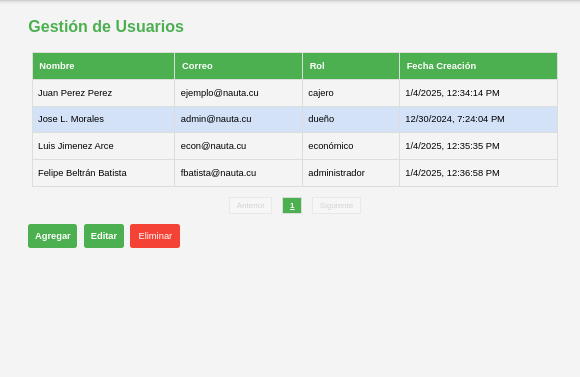 Gestión de Usuarios
Nombre Correo Rol Fecha Creación
Juan Perez Perez ejemplo@nauta.cu cajero 1/4/2025, 12:34:14 PM
Jose L. Morales admin@nauta.cu dueño 12/30/2024, 7:24:04 PM
Luis Jimenez Arce econ@nauta.cu económico 1/4/2025, 12:35:35 PM
Felipe Beltrán Batista fbatista@nauta.cu administrador 1/4/2025, 12:36:58 PM
Anterior 1 Siguiente
Agregar Editar Eliminar